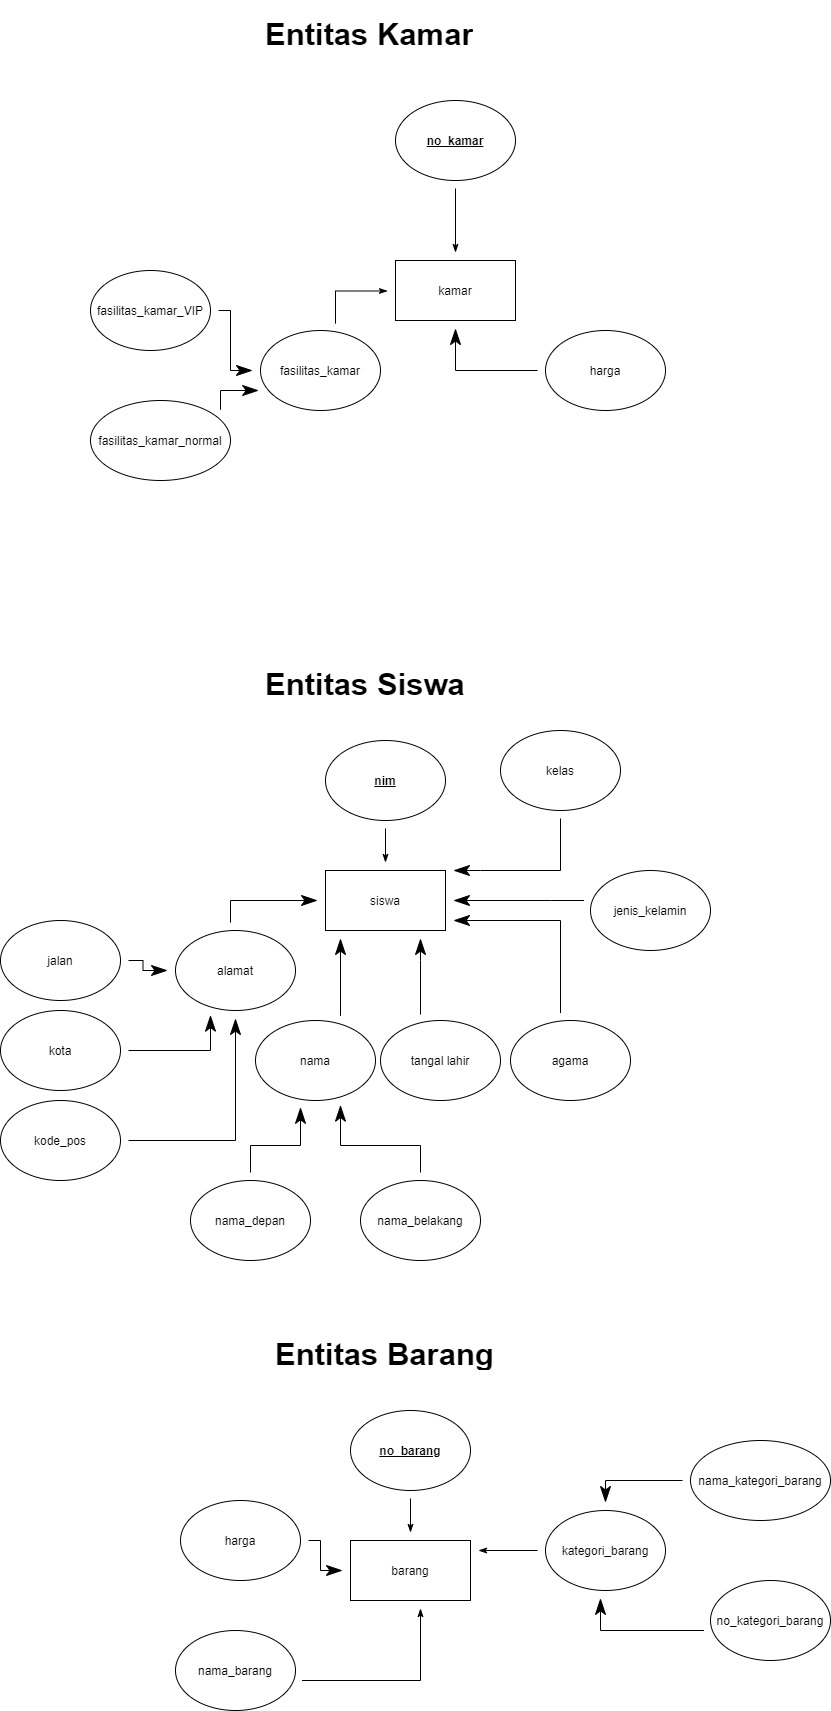 Entitas Kamar
no_kamar
kamar
fasilitas_kamar_VIP
fasilitas_kamar
harga
fasilitas_kamar_normal
Entitas Siswa
nim
kelas
siswa
jenis_kelamin
jalan
alamat
kota
nama
tangal lahir
agama
kode_pos
nama_depan
nama_belakang
Entitas Barang
no_barang
nama_kategori_barang
harga
kategori_barang
barang
no_kategori_barang
nama_barang